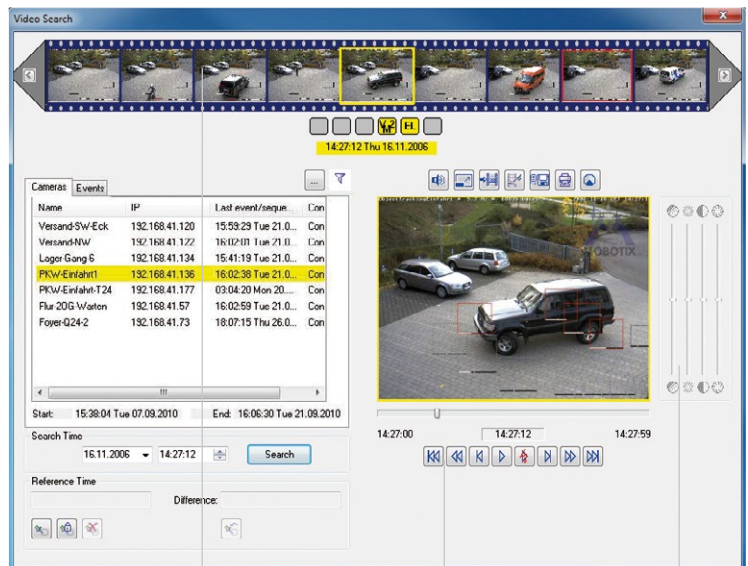 Video Search
14:27:12 Thu 16.11.2006
...
Cameras Events
Name IP Last event/seque... Con
Versand-SW-Eck 192.168.41.120 15:59:29 Tue 21.0... Con
Versand-NW 192.168.41.122 16:02:01 Tue 21.0... Con
Lager Gang 6 192.168.41.134 15:41:19 Tue 21.0... Con
PKW-Einfahrt1 192.168.41.136 16:02:38 Tue 21.0... Con
PKW-Einfahrt-T24 192.168.41.177 03:04:20 Mon 20.... Con
Flur 2OG Warten 192.168.41.57 16:02:59 Tue 21.0... Con
Foyer-Q24-2 192.168.41.73 18:07:15 Thu 26.0... Con
Start: 15:38:04 Tue 07.09.2010 End: 16:06:30 Tue 21.09.2010
Search Time
16.11.2006 14:27:12 Search
Reference Time
Difference:
MOBOTIX
14:27:00 14:27:12 14:27:59